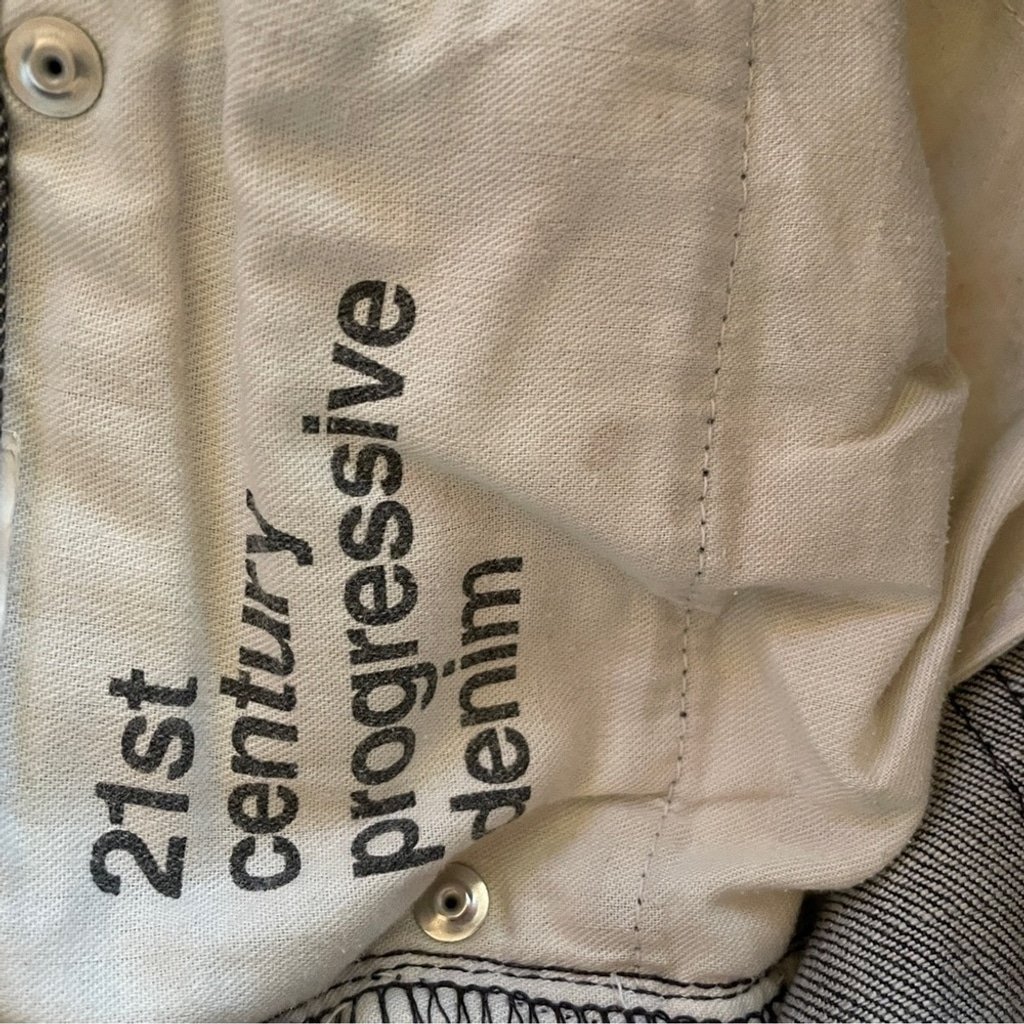 21st
century
progressive
denim